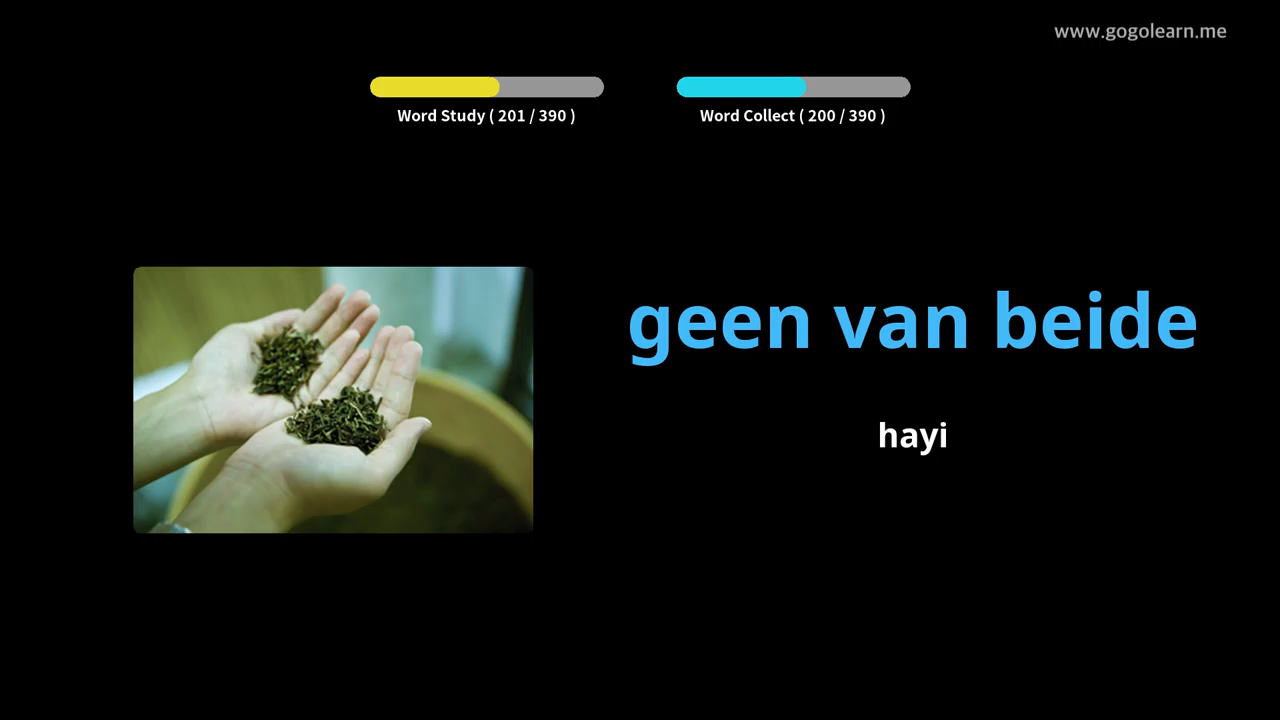 www.gogolearn.me
Word Study ( 201 / 390 )
Word Collect ( 200 / 390 )
geen van beide
hayi